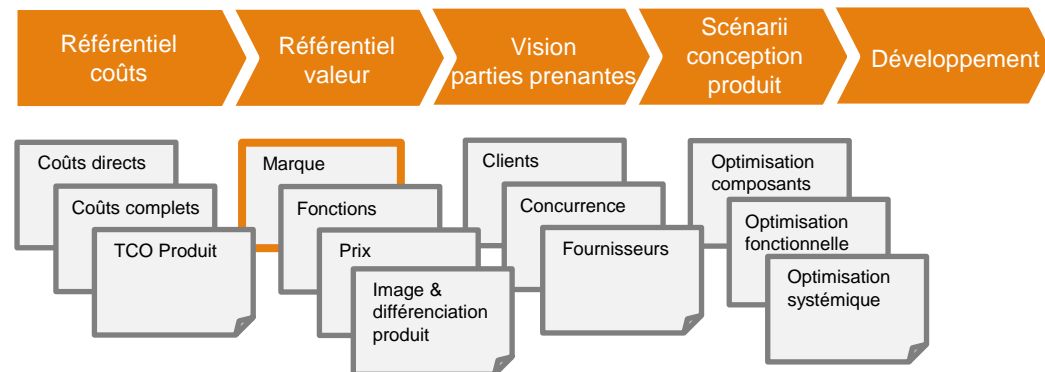 Référentiel
coûts
Référentiel
valeur
Vision
parties prenantes
Scénarii
conception
produit
Développement
Coûts directs
Coûts complets
TCO Produit
Marque
Fonctions
Prix
Image &
différenciation
produit
Clients
Concurrence
Fournisseurs
Optimisation
composants
Optimisation
fonctionnelle
Optimisation
systémique